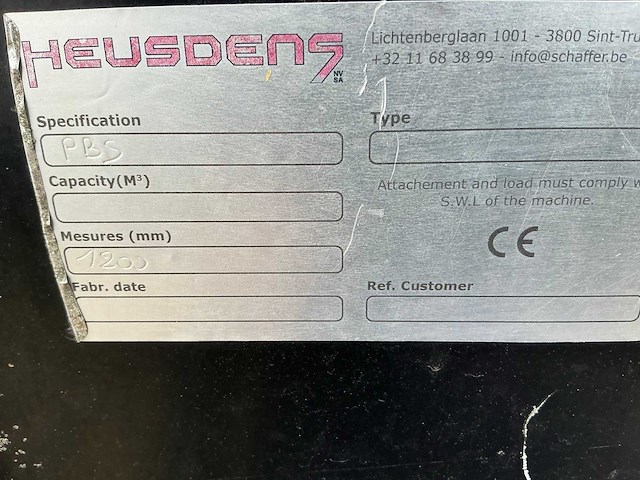 HEUSDENS NV SA
Lichtenberglaan 1001 - 3800 Sint-Tru
+32 11 68 38 99 - info@schaffer.be
Specification
PBS
Type
Capacity(M³)
Attachement and load must comply w
S.W.L of the machine.
Mesures (mm)
1200
CE
Fabr. date
Ref. Customer